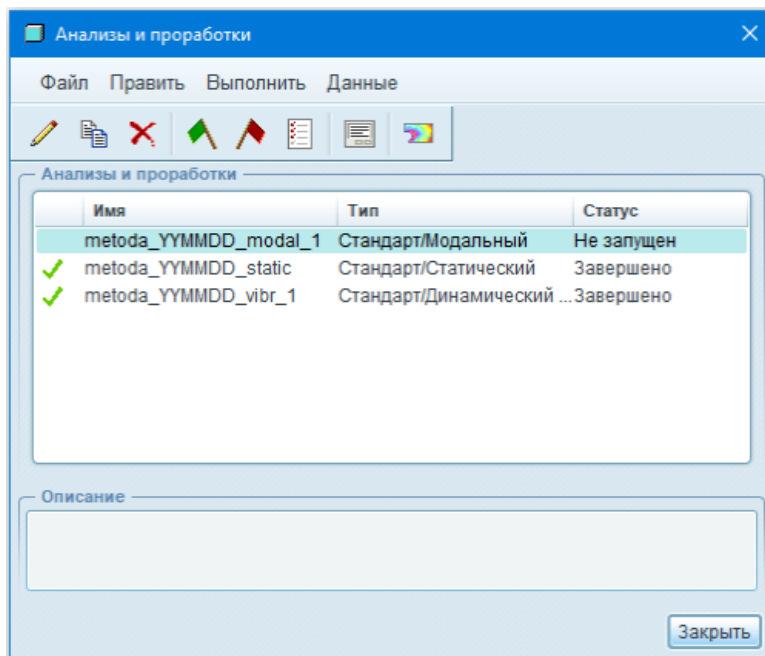 Анализы и проработки
Файл Править Выполнить Данные
Анализы и проработки
Имя Тип Статус
metoda_YYMMDD_modal_1 Стандарт/Модальный Не запущен
metoda_YYMMDD_static Стандарт/Статический Завершено
metoda_YYMMDD_vibr_1 Стандарт/Динамический ... Завершено
Описание
Закрыть